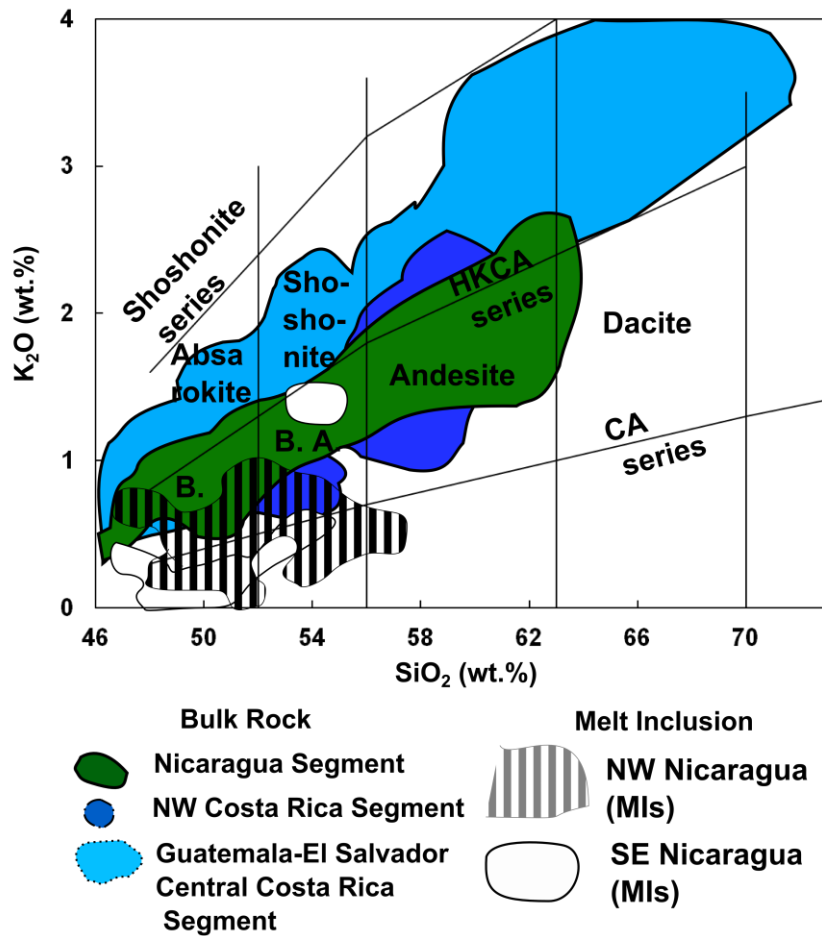 4
3
2
1
0
K₂O (wt.%)
Shoshonite
series
Absa
rokite
Sho-
sho-
nite
HKCA
series
Andesite
Dacite
B. A.
B.
CA
series
46 50 54 58 62 66 70
SiO₂ (wt.%)
Bulk Rock
Nicaragua Segment
NW Costa Rica Segment
Guatemala-El Salvador
Central Costa Rica
Segment
Melt Inclusion
NW Nicaragua
(MIs)
SE Nicaragua
(MIs)